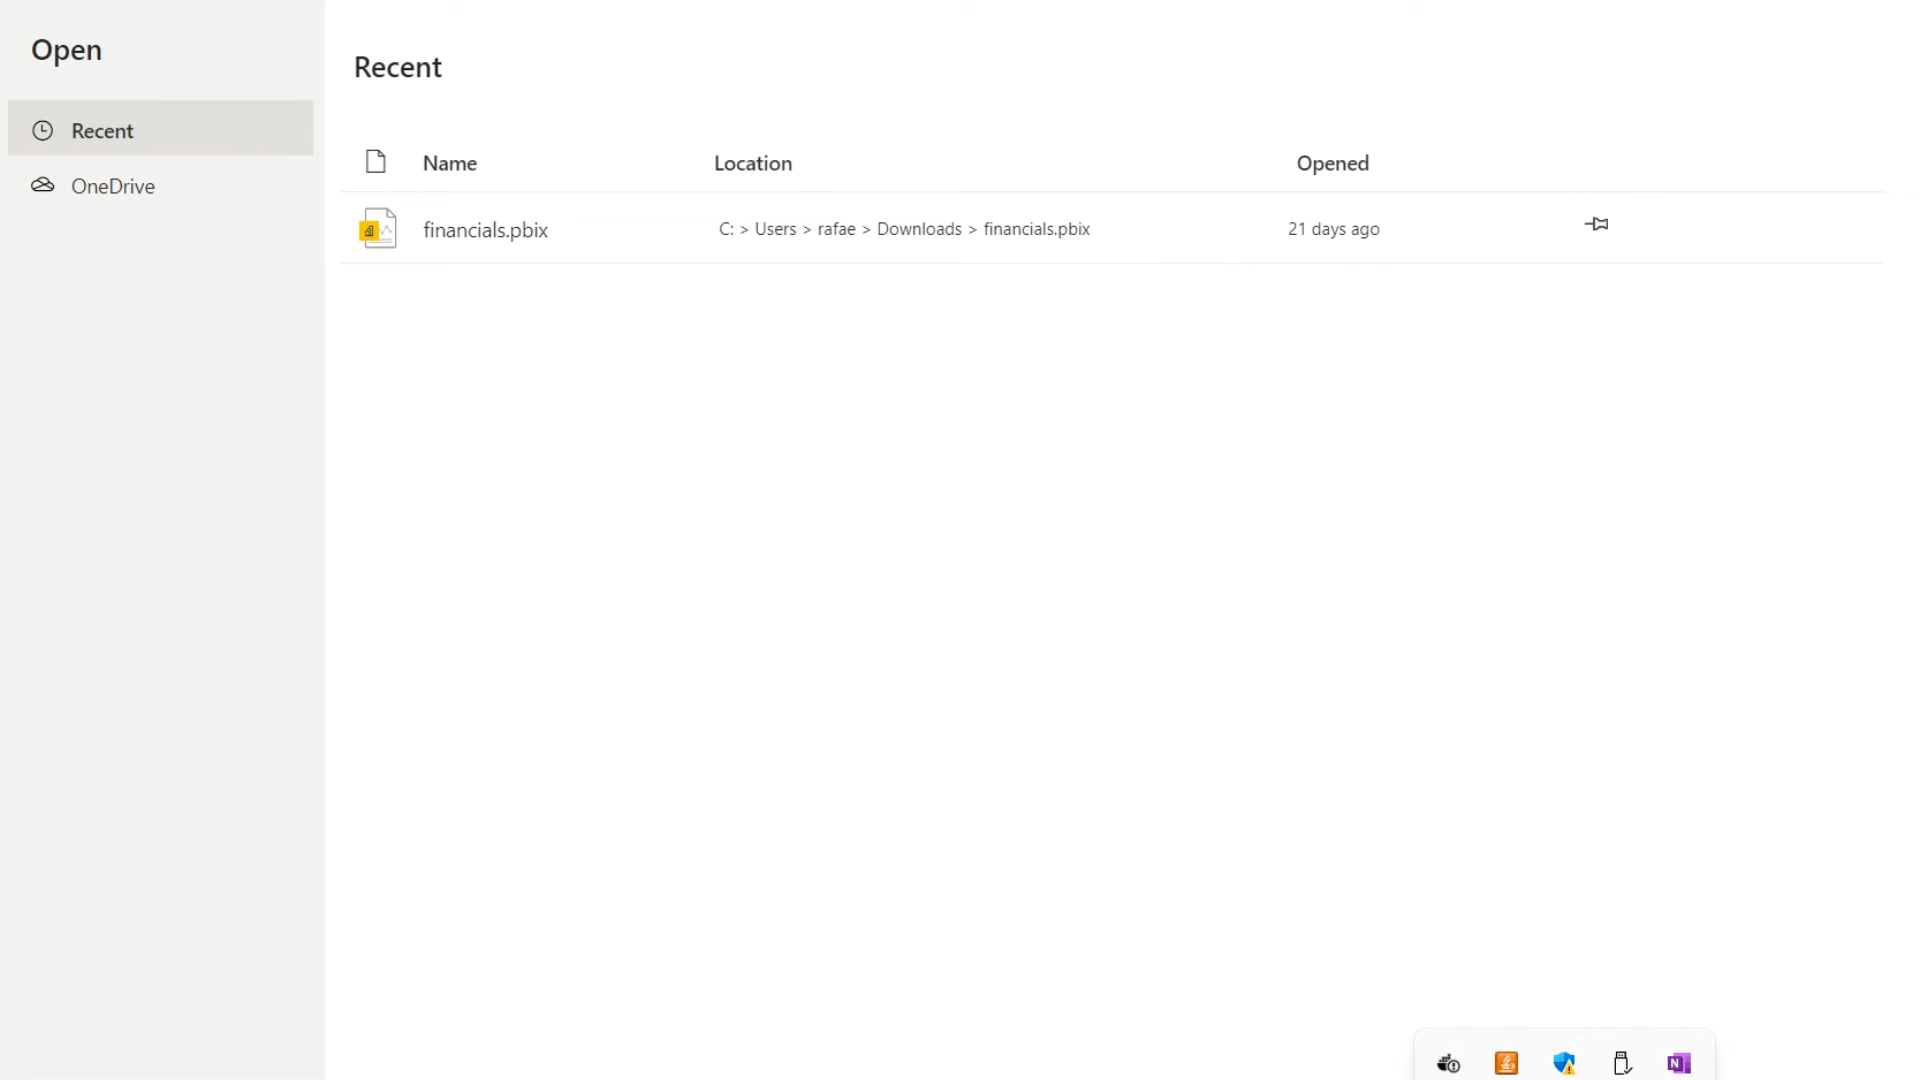 Open
Recent
OneDrive
Recent
Name Location Opened
financials.pbix C: > Users > rafae > Downloads > financials.pbix 21 days ago